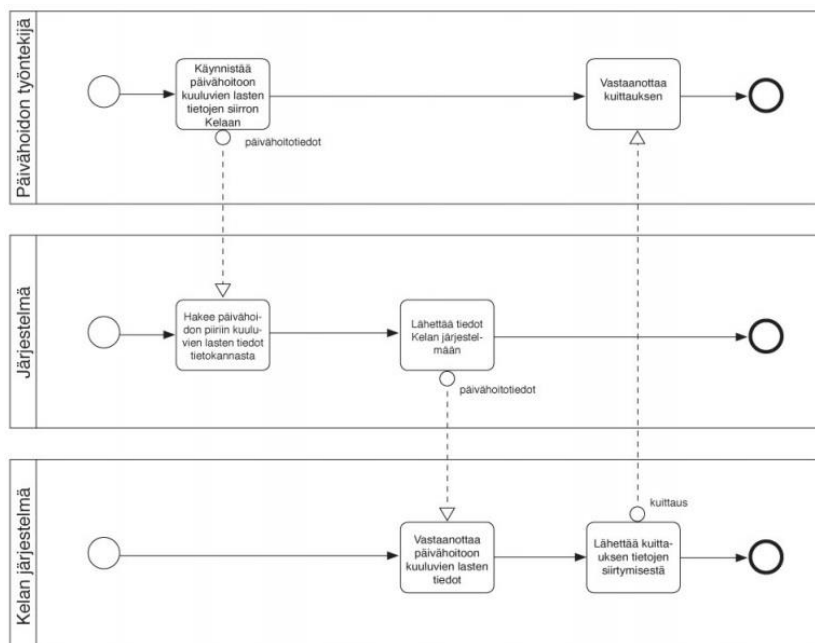 Päivähoidon työntekijä
Käynnistää
päivähoitoon
kuuluvien lasten
tietojen siirron
Kelaan
päivähoitotiedot
Vastaanottaa
kuittauksen
Järjestelmä
Hakee päivähoi-
don piiriin kuulu-
vien lasten tiedot
tietokannasta
Lähettää tiedot
Kelan järjestel-
mään
päivähoitotiedot
Kelan järjestelmä
Vastaanottaa
päivähoitoon
kuuluvien lasten
tiedot
kuittaus
Lähettää kuitta-
uksen tietojen
siirtymisestä